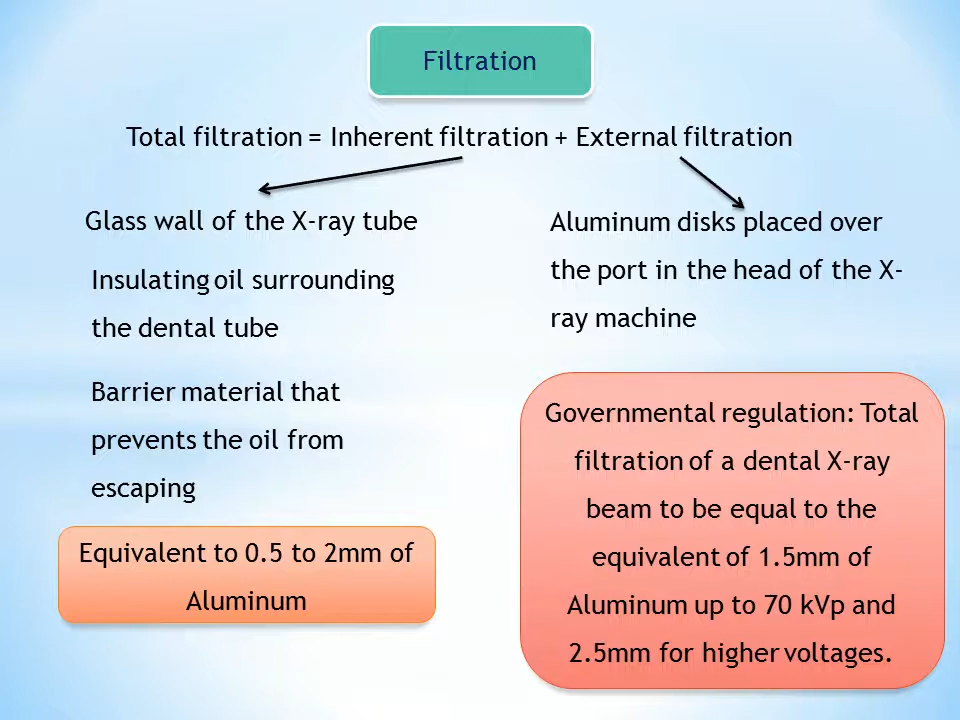 Filtration
Total filtration = Inherent filtration + External filtration
Glass wall of the X-ray tube
Insulating oil surrounding
the dental tube
Barrier material that
prevents the oil from
escaping
Equivalent to 0.5 to 2mm of
Aluminum
Aluminum disks placed over
the port in the head of the X-
ray machine
Governmental regulation: Total
filtration of a dental X-ray
beam to be equal to the
equivalent of 1.5mm of
Aluminum up to 70 kVp and
2.5mm for higher voltages.